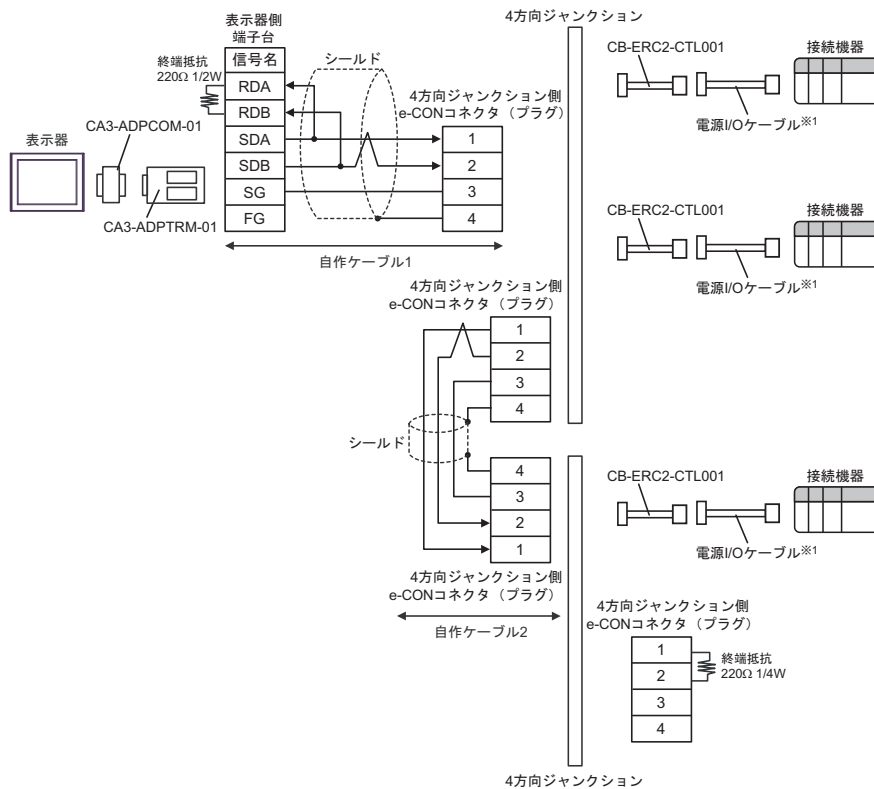 4方向ジャンクション
表示器側
端子台
終端抵抗
220Ω 1/2W
信号名
RDA
RDB
SDA
SDB
SG
FG
シールド
4方向ジャンクション側
e-CONコネクタ（プラグ）
1
2
3
4
表示器
CA3-ADPCOM-01
CA3-ADPTRM-01
自作ケーブル1
CB-ERC2-CTL001
接続機器
電源I/Oケーブル※1
CB-ERC2-CTL001
接続機器
電源I/Oケーブル※1
4方向ジャンクション側
e-CONコネクタ（プラグ）
1
2
3
4
シールド
4
3
2
1
4方向ジャンクション側
e-CONコネクタ（プラグ）
自作ケーブル2
CB-ERC2-CTL001
接続機器
電源I/Oケーブル※1
4方向ジャンクション側
e-CONコネクタ（プラグ）
1
2
3
4
終端抵抗
220Ω 1/4W
4方向ジャンクション